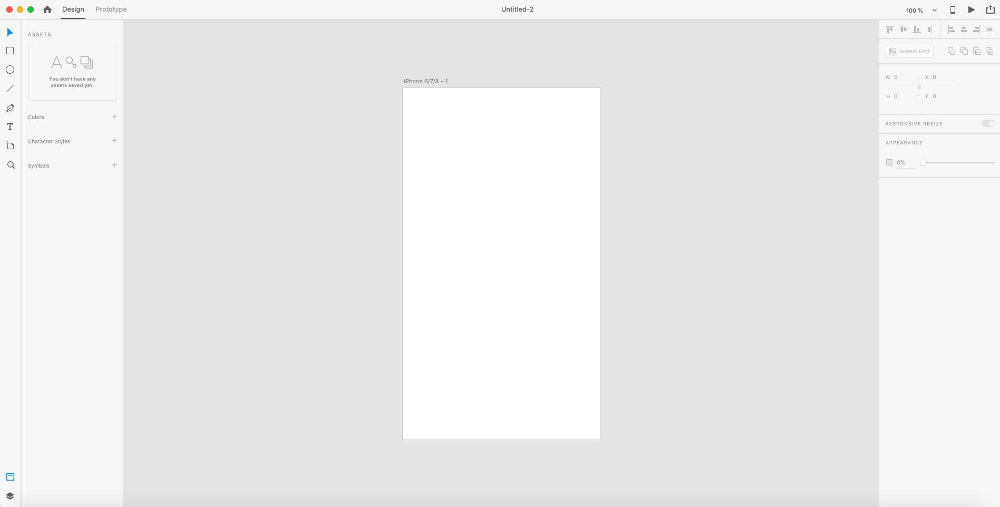 Design
Prototype
Untitled-2
100 %
ASSETS
You don't have any
assets saved yet.
Colors
Character Styles
Symbols
iPhone 6/7/8 – 1
Repeat Grid
W 0 X 0
H 0 Y 0
RESPONSIVE RESIZE
APPEARANCE
0%